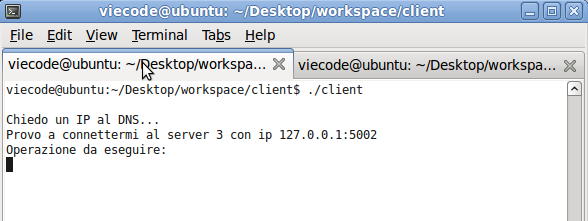 viecode@ubuntu: ~/Desktop/workspace/client
File Edit View Terminal Tabs Help
viecode@ubuntu: ~/Desktop/workspa... viecode@ubuntu: ~/Desktop/workspa...
viecode@ubuntu:~/Desktop/workspace/client$ ./client
Chiedo un IP al DNS...
Provo a connettermi al server 3 con ip 127.0.0.1:5002
Operazione da eseguire: